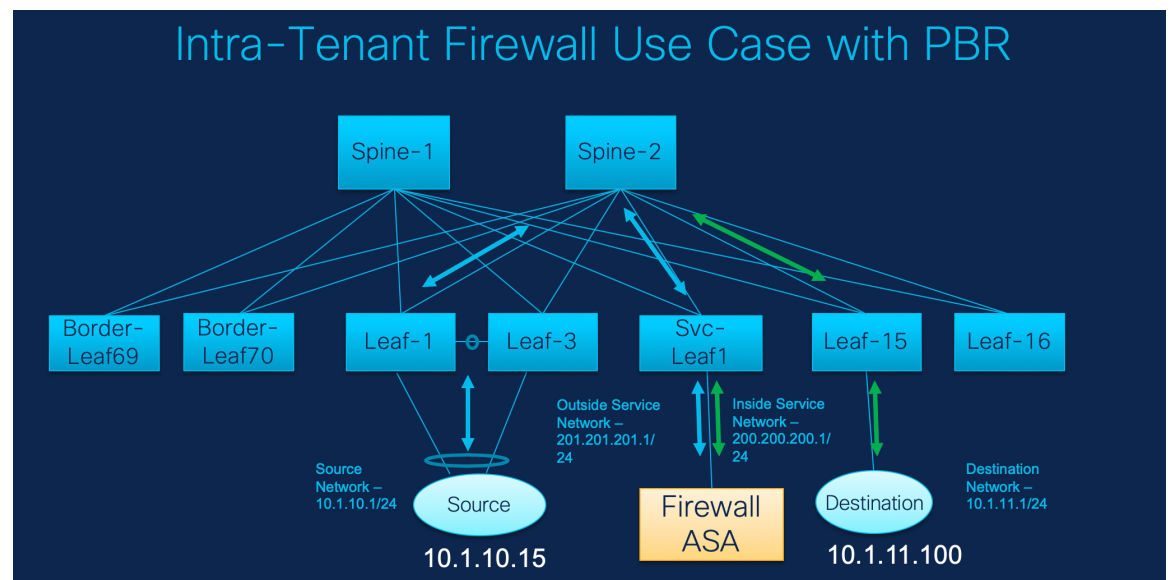 Intra-Tenant Firewall Use Case with PBR
Spine-1
Spine-2
Border-
Leaf69
Border-
Leaf70
Leaf-1
Leaf-3
Svc-
Leaf1
Leaf-15
Leaf-16
Outside Service
Network –
201.201.201.1/
24
Inside Service
Network –
200.200.200.1/
24
Source
Network –
10.1.10.1/24
Destination
Network –
10.1.11.1/24
Source
Firewall
ASA
Destination
10.1.10.15
10.1.11.100